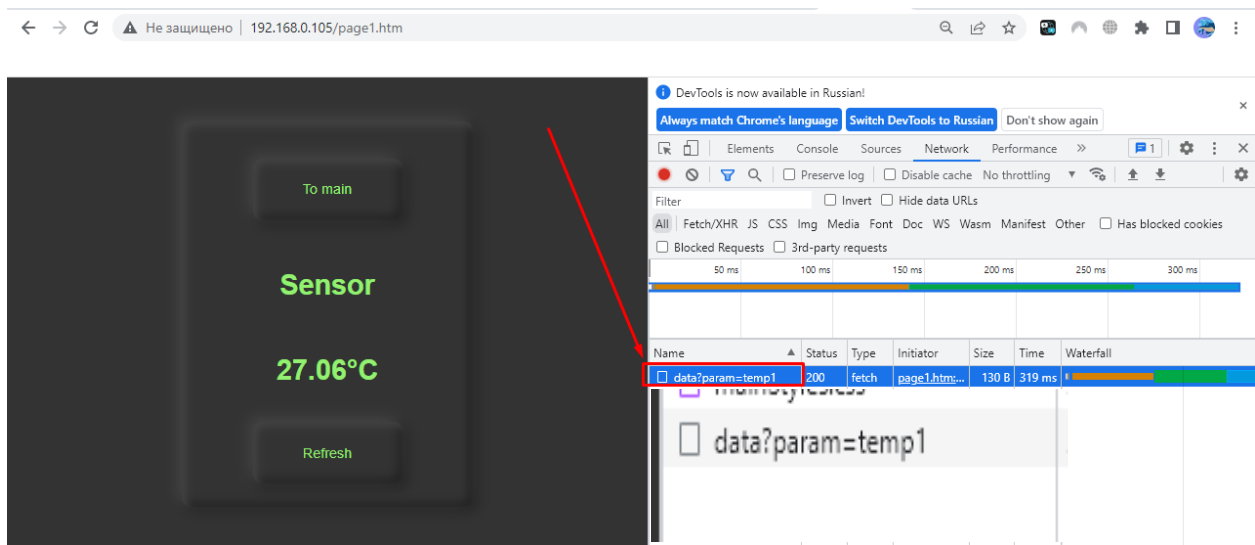 Не защищено | 192.168.0.105/page1.htm
To main
Sensor
27.06°C
Refresh
DevTools is now available in Russian!
Always match Chrome's language Switch DevTools to Russian Don't show again
Elements Console Sources Network Performance » 1
Preserve log Disable cache No throttling
Filter Invert Hide data URLs
All Fetch/XHR JS CSS Img Media Font Doc WS Wasm Manifest Other Has blocked cookies
Blocked Requests 3rd-party requests
50 ms 100 ms 150 ms 200 ms 250 ms 300 ms
Name Status Type Initiator Size Time Waterfall
data?param=temp1 200 fetch page1.htm:... 130 B 319 ms
data?param=temp1